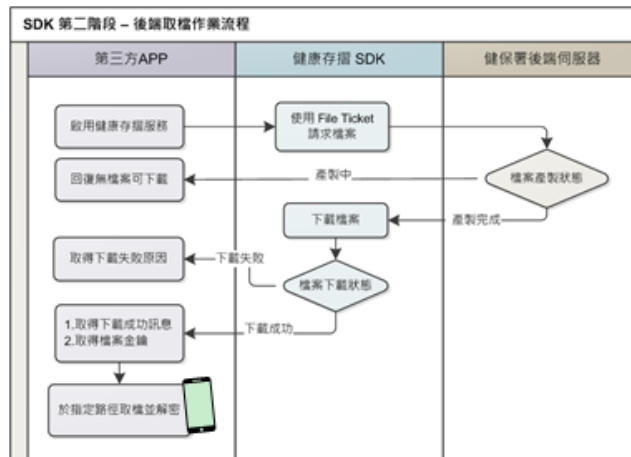 SDK 第二階段 – 後端取檔作業流程
第三方APP
健康存摺 SDK
健保署後端伺服器
啟用健康存摺服務
使用 File Ticket
請求檔案
檔案產製狀態
產製中
回復無檔案可下載
產製完成
下載檔案
下載失敗
取得下載失敗原因
檔案下載狀態
下載成功
1.取得下載成功訊息
2.取得檔案金鑰
於指定路徑取檔並解密